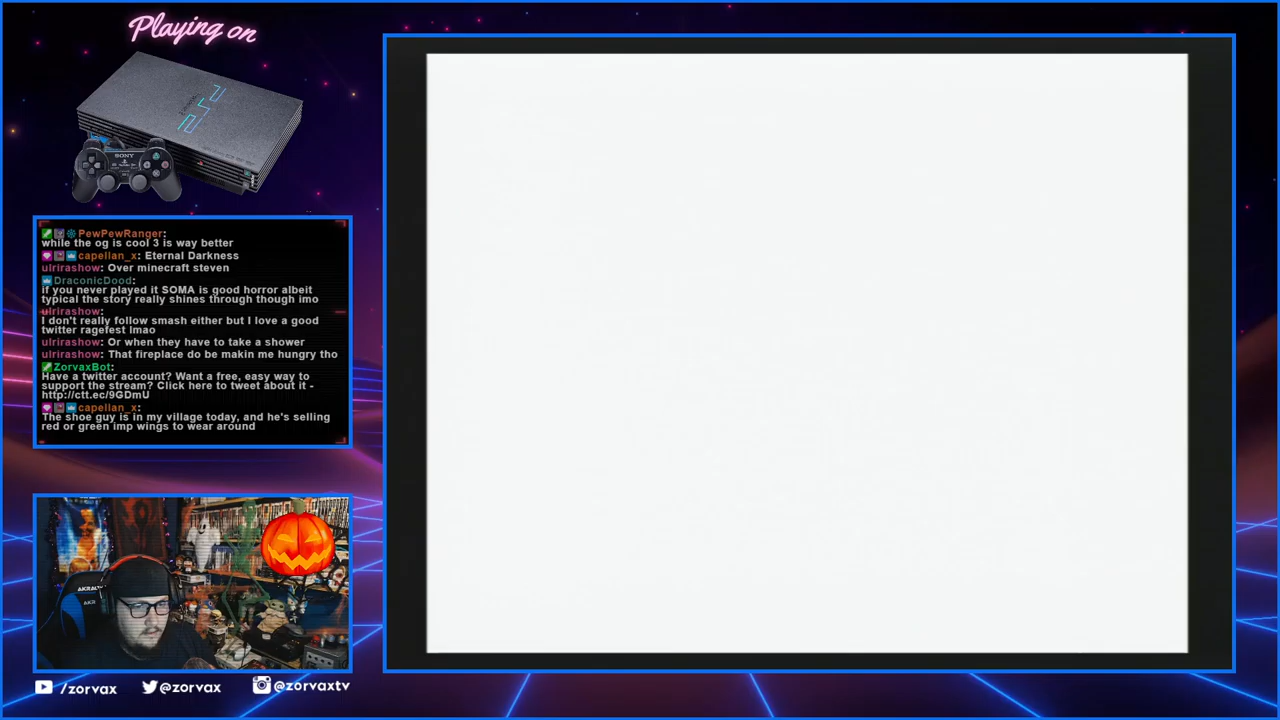 Playing on
SONY
PewPewRanger:
while the og is cool 3 is way better
capellan_x: Eternal Darkness
ulrirashow: Over minecraft steven
DraconicDood:
if you never played it SOMA is good horror albeit
typical the story really shines through though imo
ulrirashow:
I don't really follow smash either but I love a good
twitter ragefest lmao
ulrirashow: Or when they have to take a shower
ulrirashow: That fireplace do be makin me hungry tho
ZorvaxBot:
Have a twitter account? Want a free, easy way to
support the stream? Click here to tweet about it -
http://ctt.ec/9GDmU
capellan_x:
The shoe guy is in my village today, and he's selling
red or green imp wings to wear around
/zorvax
@zorvax
@zorvaxtv